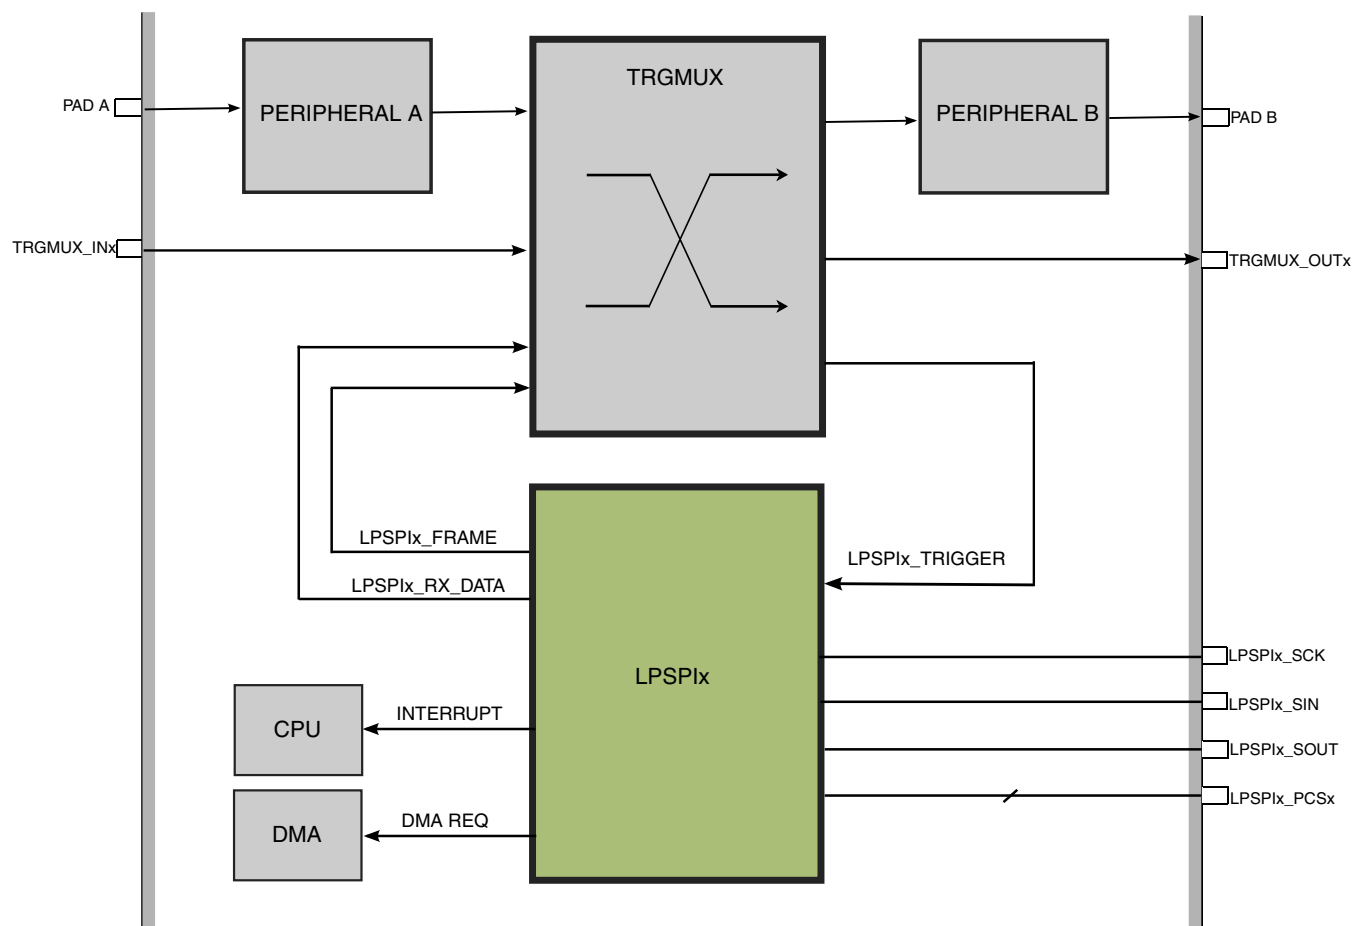 TRGMUX
PAD A
PERIPHERAL A
PERIPHERAL B
PAD B
TRGMUX_INx
TRGMUX_OUTx
LPSPIx_FRAME
LPSPIx_TRIGGER
LPSPIx_RX_DATA
LPSPIx
LPSPIx_SCK
LPSPIx_SIN
CPU
INTERRUPT
LPSPIx_SOUT
LPSPIx_PCSx
DMA
DMA REQ